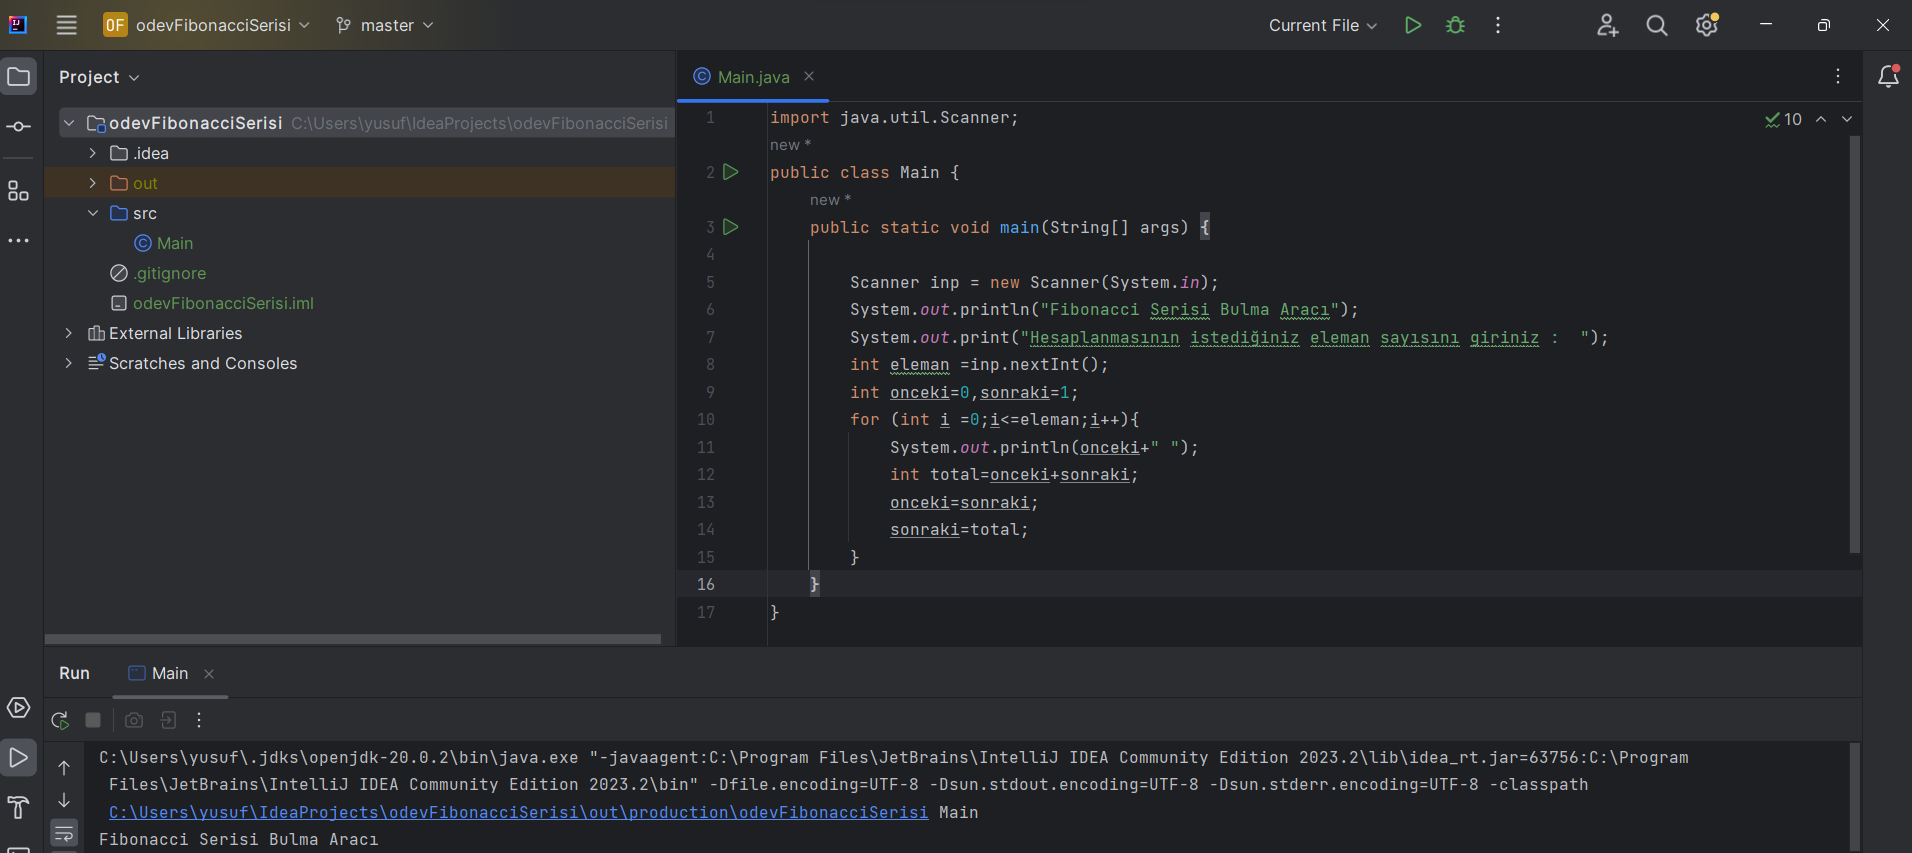 OF odevFibonacciSerisi master Current File
Project
Main.java
odevFibonacciSerisi C:\Users\yusuf\IdeaProjects\odevFibonacciSerisi
.idea
out
src
Main
.gitignore
odevFibonacciSerisi.iml
External Libraries
Scratches and Consoles
10
1 import java.util.Scanner;
new *
2 public class Main {
new *
3 public static void main(String[] args) {
4
5 Scanner inp = new Scanner(System.in);
6 System.out.println("Fibonacci Serisi Bulma Aracı");
7 System.out.print("Hesaplanmasının istediğiniz eleman sayısını giriniz :  ");
8 int eleman =inp.nextInt();
9 int onceki=0,sonraki=1;
10 for (int i =0;i<=eleman;i++){
11 System.out.println(onceki+" ");
12 int total=onceki+sonraki;
13 onceki=sonraki;
14 sonraki=total;
15 }
16 }
17 }
Run Main
C:\Users\yusuf\.jdks\openjdk-20.0.2\bin\java.exe "-javaagent:C:\Program Files\JetBrains\IntelliJ IDEA Community Edition 2023.2\lib\idea_rt.jar=63756:C:\Program
Files\JetBrains\IntelliJ IDEA Community Edition 2023.2\bin" -Dfile.encoding=UTF-8 -Dsun.stdout.encoding=UTF-8 -Dsun.stderr.encoding=UTF-8 -classpath
C:\Users\yusuf\IdeaProjects\odevFibonacciSerisi\out\production\odevFibonacciSerisi Main
Fibonacci Serisi Bulma Aracı